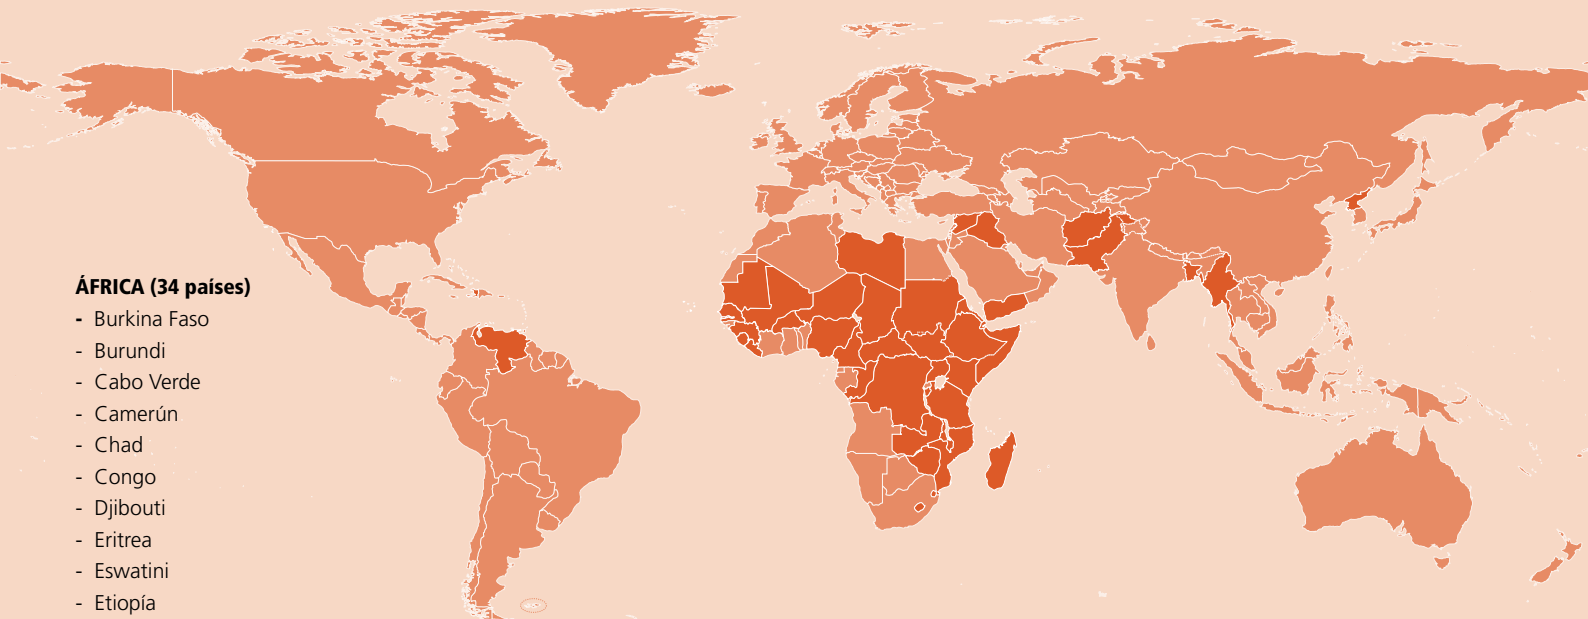 ÁFRICA (34 países)
- Burkina Faso
- Burundi
- Cabo Verde
- Camerún
- Chad
- Congo
- Djibouti
- Eritrea
- Eswatini
- Etiopía